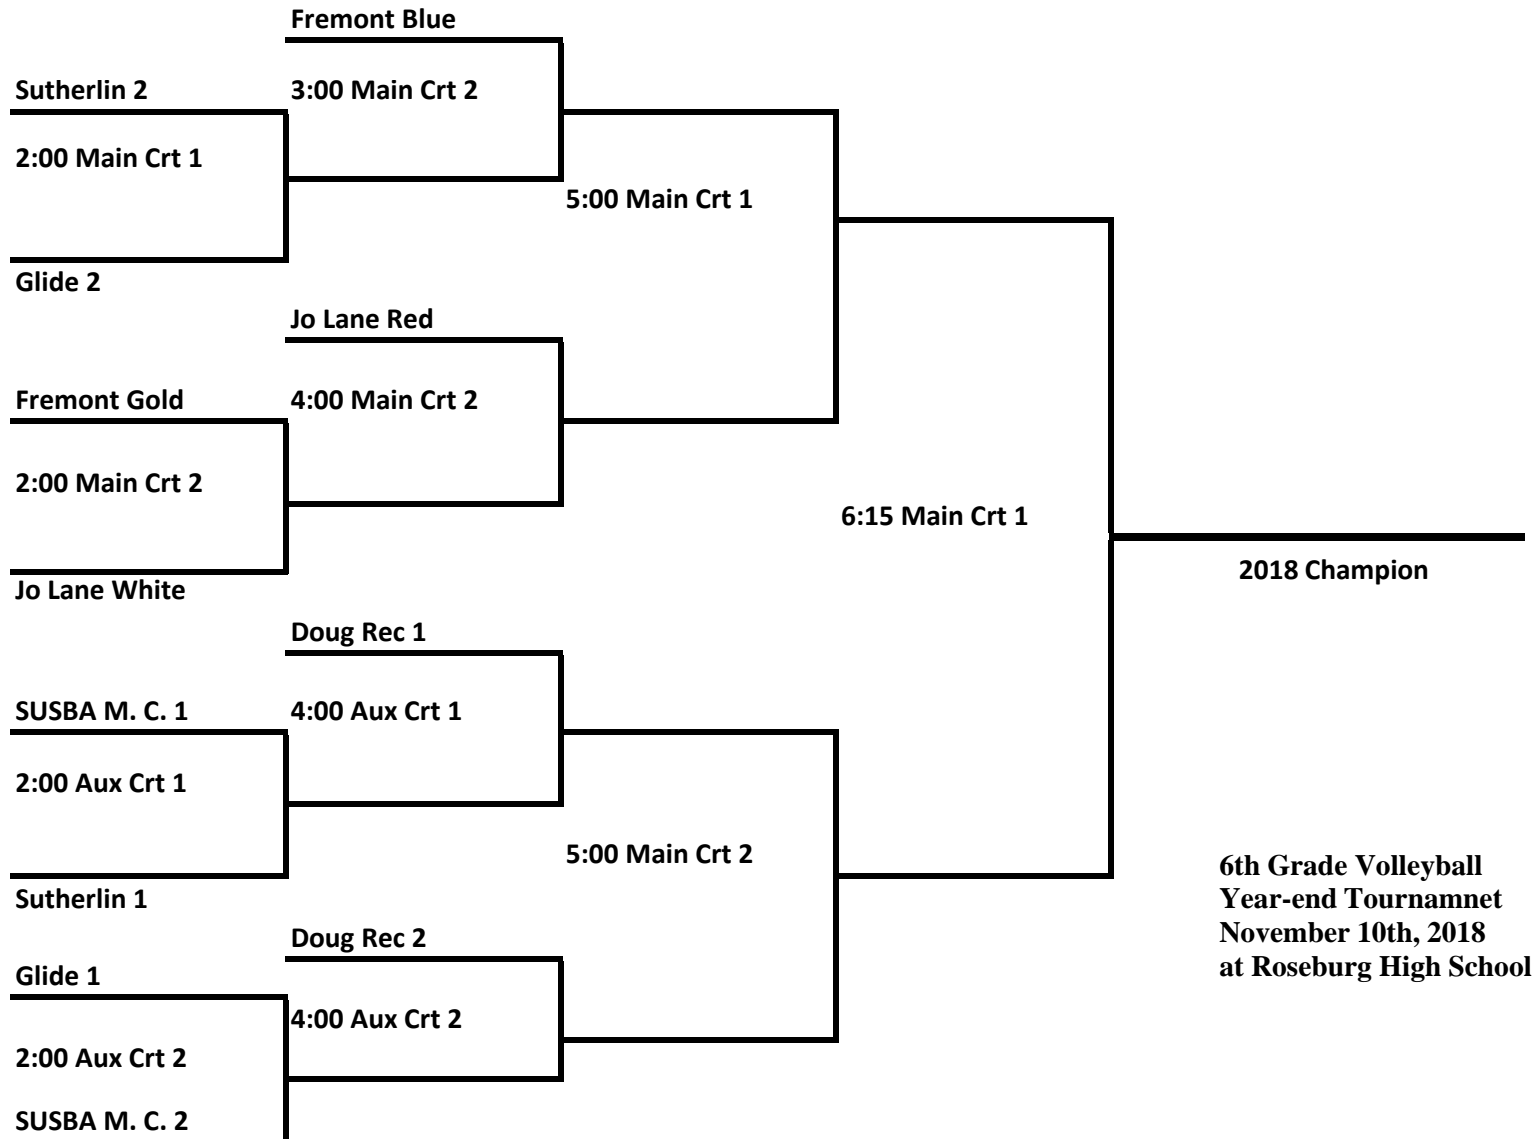 Fremont Blue
Sutherlin 2
3:00 Main Crt 2
2:00 Main Crt 1
5:00 Main Crt 1
Glide 2
Jo Lane Red
Fremont Gold
4:00 Main Crt 2
2:00 Main Crt 2
6:15 Main Crt 1
2018 Champion
Jo Lane White
Doug Rec 1
SUSBA M. C. 1
4:00 Aux Crt 1
2:00 Aux Crt 1
5:00 Main Crt 2
Sutherlin 1
6th Grade Volleyball
Year-end Tournamnet
November 10th, 2018
at Roseburg High School
Doug Rec 2
Glide 1
4:00 Aux Crt 2
2:00 Aux Crt 2
SUSBA M. C. 2